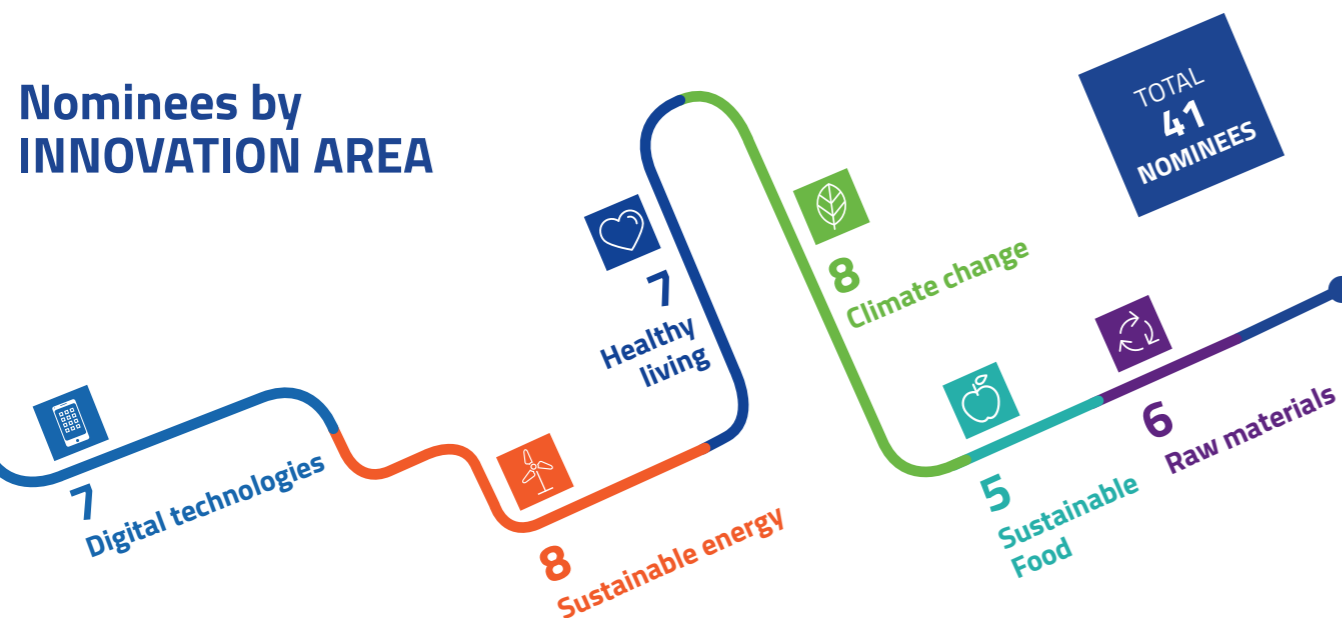 Nominees by
INNOVATION AREA
TOTAL
41
NOMINEES
7
Digital technologies
8
Sustainable energy
7
Healthy
living
8
Climate change
5
Sustainable
Food
6
Raw materials